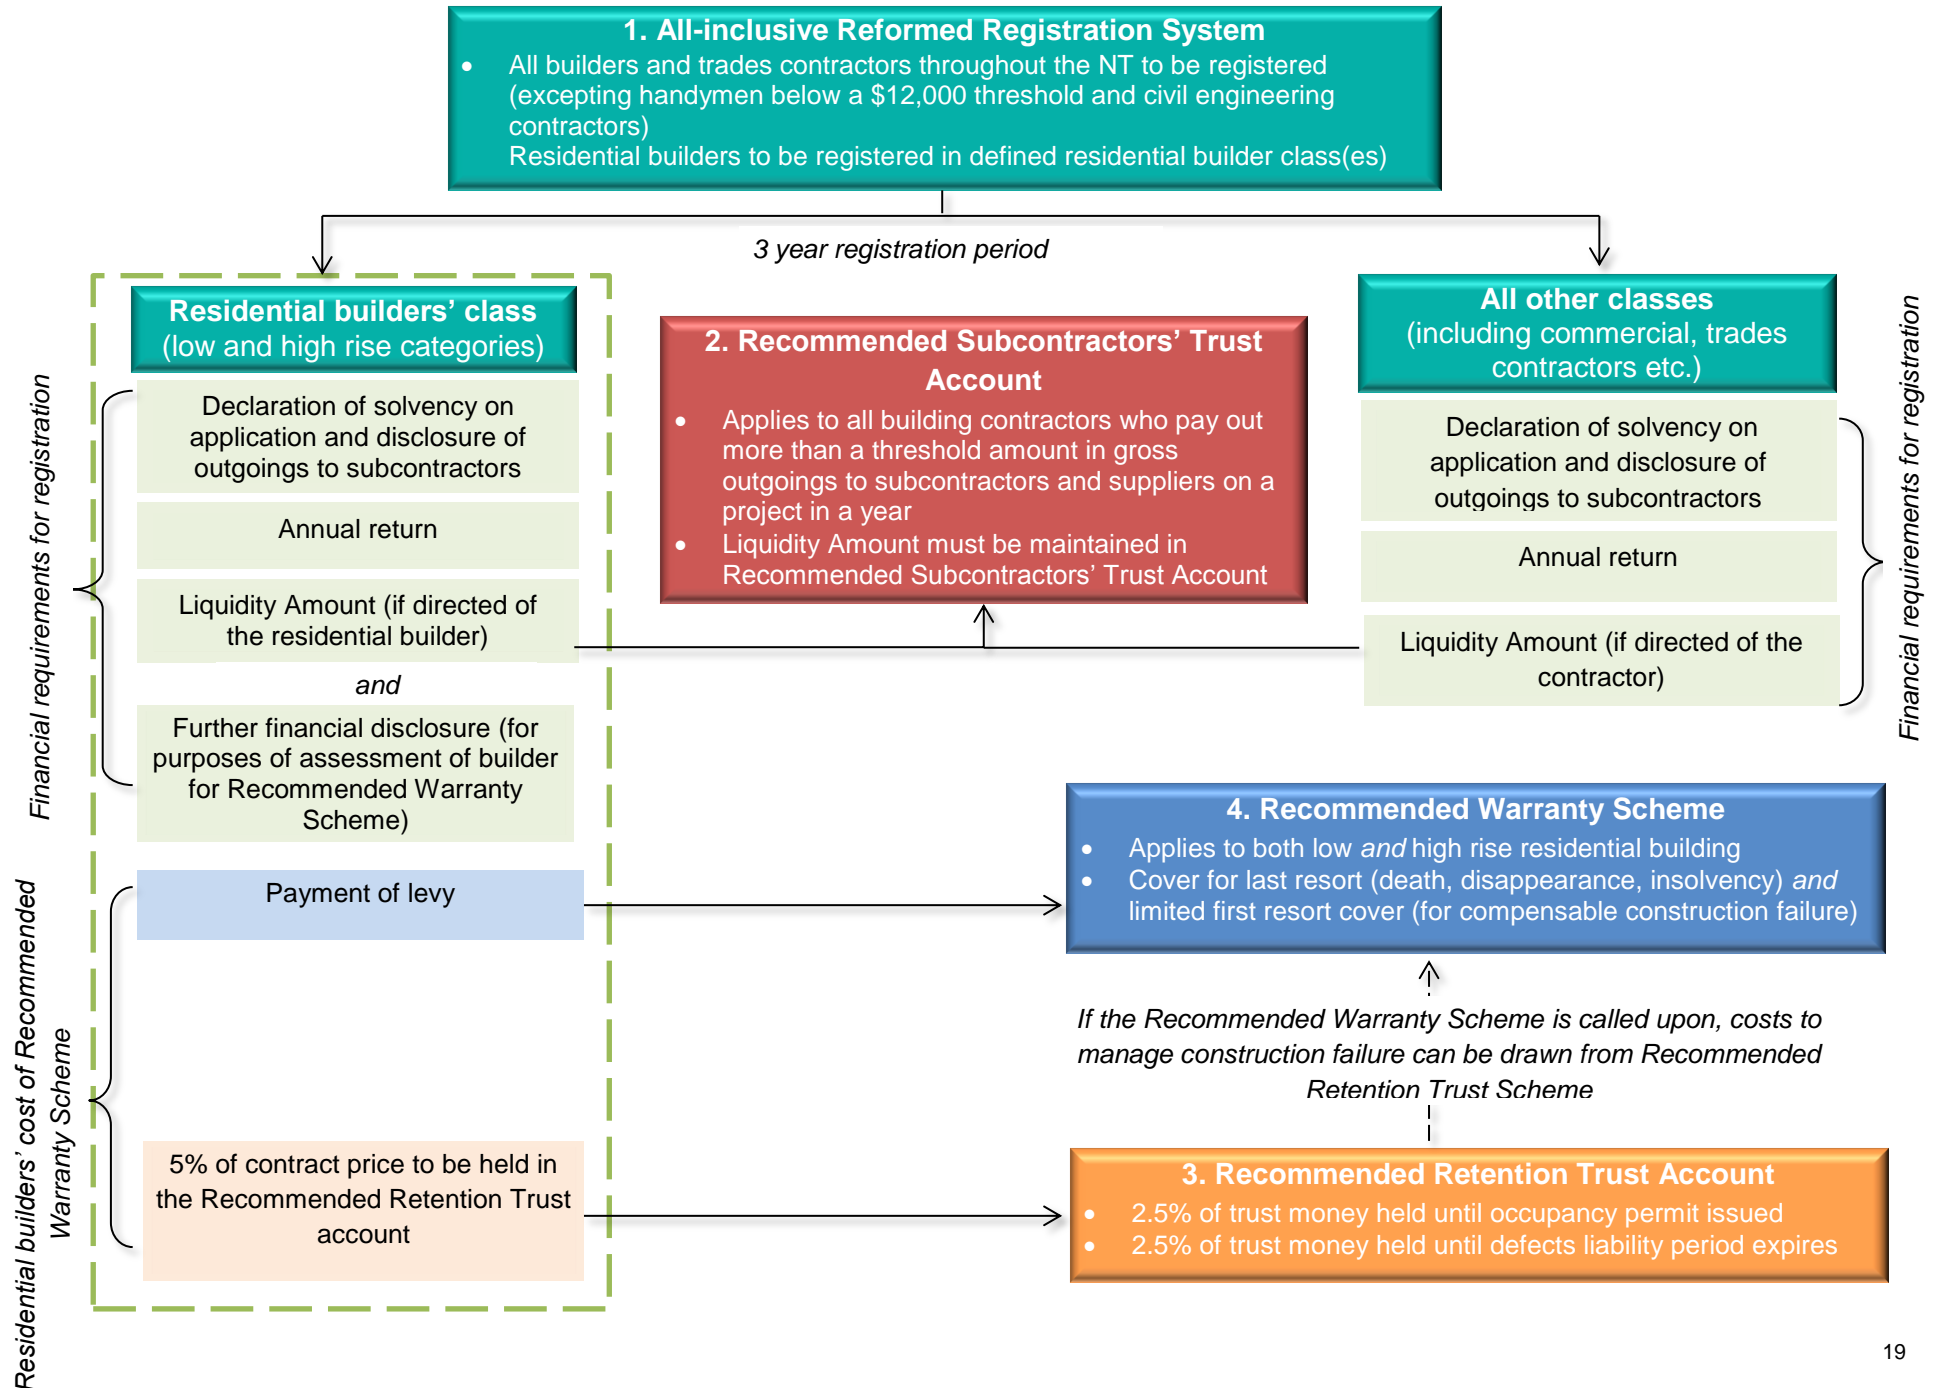 1. All-inclusive Reformed Registration System
• All builders and trades contractors throughout the NT to be registered
(excepting handymen below a $12,000 threshold and civil engineering
contractors)
Residential builders to be registered in defined residential builder class(es)
3 year registration period
Residential builders’ class
(low and high rise categories)
Financial requirements for registration
Declaration of solvency on
application and disclosure of
outgoings to subcontractors
Annual return
Liquidity Amount (if directed of
the residential builder)
and
Further financial disclosure (for
purposes of assessment of builder
for Recommended Warranty
Scheme)
2. Recommended Subcontractors’ Trust
Account
• Applies to all building contractors who pay out
more than a threshold amount in gross
outgoings to subcontractors and suppliers on a
project in a year
• Liquidity Amount must be maintained in
Recommended Subcontractors’ Trust Account
All other classes
(including commercial, trades
contractors etc.)
Declaration of solvency on
application and disclosure of
outgoings to subcontractors
Annual return
Liquidity Amount (if directed of the
contractor)
Financial requirements for registration
Residential builders’ cost of Recommended
Warranty Scheme
Payment of levy
5% of contract price to be held in
the Recommended Retention Trust
account
4. Recommended Warranty Scheme
• Applies to both low and high rise residential building
• Cover for last resort (death, disappearance, insolvency) and
limited first resort cover (for compensable construction failure)
If the Recommended Warranty Scheme is called upon, costs to
manage construction failure can be drawn from Recommended
Retention Trust Scheme
3. Recommended Retention Trust Account
• 2.5% of trust money held until occupancy permit issued
• 2.5% of trust money held until defects liability period expires
19